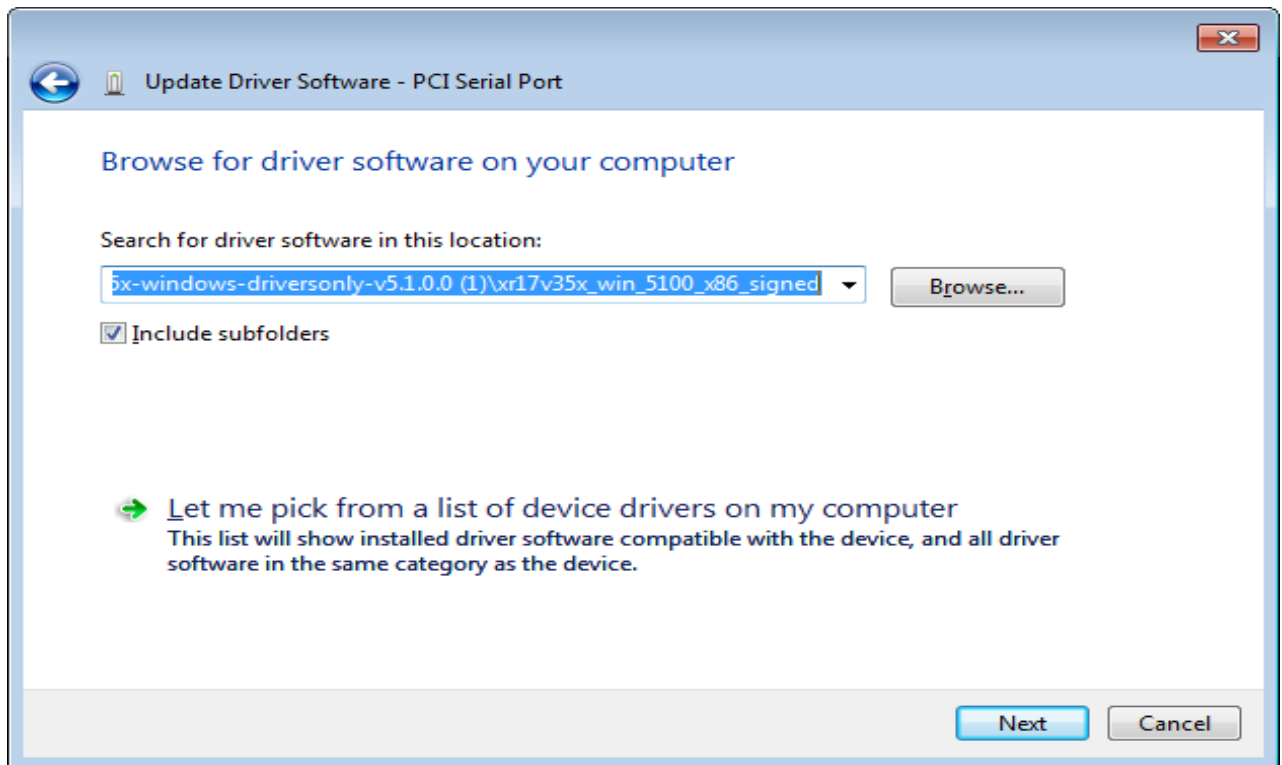 Update Driver Software - PCI Serial Port
Browse for driver software on your computer
Search for driver software in this location:
5x-windows-driversonly-v5.1.0.0 (1)\xr17v35x_win_5100_x86_signed
Browse...
Include subfolders
Let me pick from a list of device drivers on my computer
This list will show installed driver software compatible with the device, and all driver
software in the same category as the device.
Next
Cancel